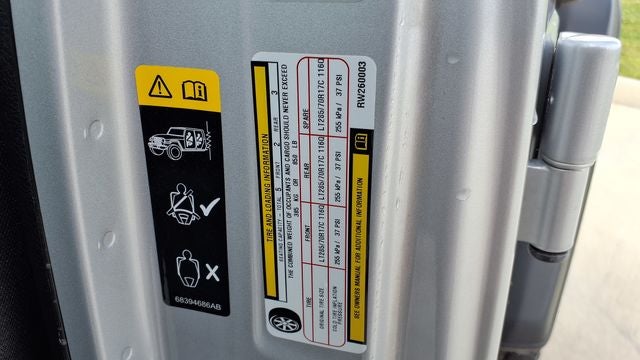 68394686AB
TIRE AND LOADING INFORMATION
SEATING CAPACITY - TOTAL 5 FRONT 2 REAR 3
THE COMBINED WEIGHT OF OCCUPANTS AND CARGO SHOULD NEVER EXCEED
385 KG OR 850 LB
TIRE FRONT REAR SPARE
ORIGINAL TIRE SIZE LT285/70R17C 116Q LT285/70R17C 116Q LT285/70R17C 116Q
COLD TIRE INFLATION PRESSURE 255 kPa / 37 PSI 255 kPa / 37 PSI 255 kPa / 37 PSI
SEE OWNERS MANUAL FOR ADDITIONAL INFORMATION
RW260003